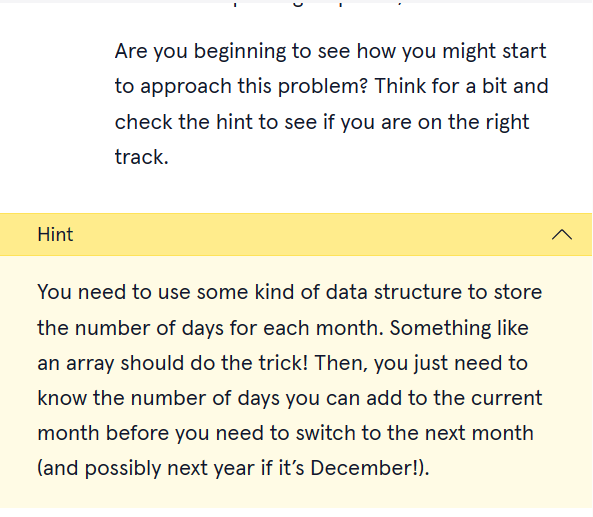 Are you beginning to see how you might start
to approach this problem? Think for a bit and
check the hint to see if you are on the right
track.
Hint
You need to use some kind of data structure to store
the number of days for each month. Something like
an array should do the trick! Then, you just need to
know the number of days you can add to the current
month before you need to switch to the next month
(and possibly next year if it’s December!).